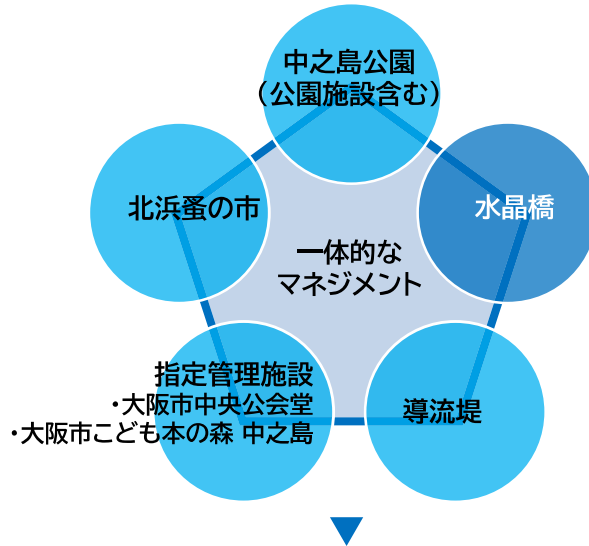 中之島公園
（公園施設含む）
北浜蚤の市
水晶橋
一体的な
マネジメント
指定管理施設
・大阪市中央公会堂
・大阪市こども本の森 中之島
導流堤